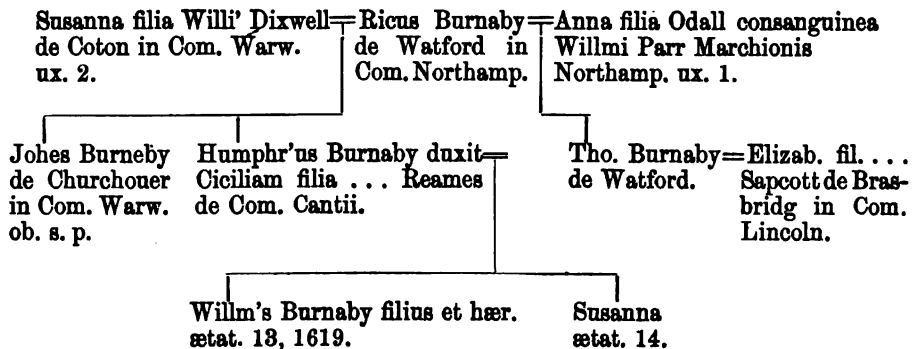 Susanna filia Willi' Dixwell=Ricus Burnaby=Anna filia Odall consanguinea
de Coton in Com. Warw. de Watford in Willmi Parr Marchionis
ux. 2. Com. Northamp. Northamp. ux. 1.
Johes Burneby Humphr'us Burnaby duxit= Tho. Burnaby=Elizab. fil. ....
de Churchouer Ciciliam filia ... Reames de Watford. Sapcott de Bras-
in Com. Warw. de Com. Cantii. bridg in Com.
ob. s. p. Lincoln.
Willm's Burnaby filius et hær. Susanna
ætat. 13, 1619. ætat. 14.